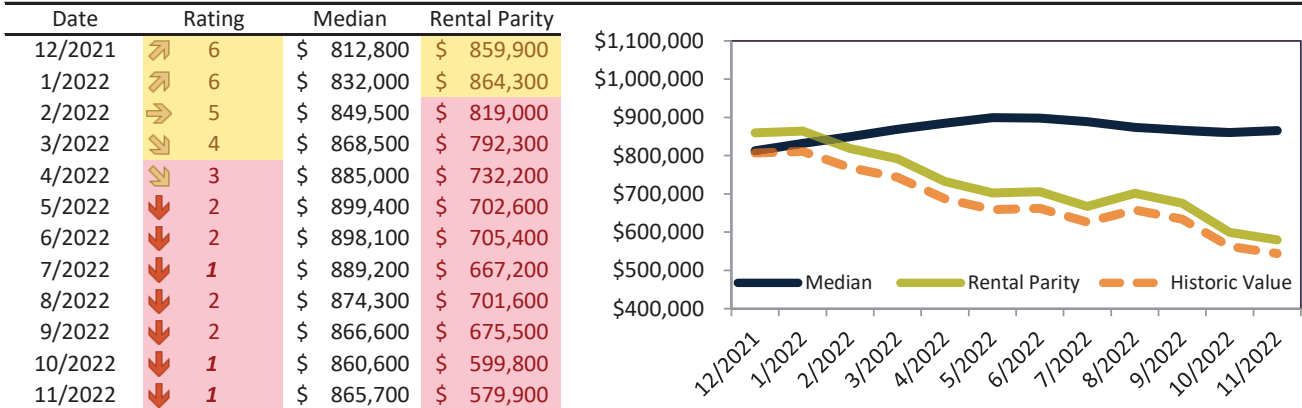 Date Rating Median Rental Parity
12/2021 6 $ 812,800 $ 859,900
1/2022 6 $ 832,000 $ 864,300
2/2022 5 $ 849,500 $ 819,000
3/2022 4 $ 868,500 $ 792,300
4/2022 3 $ 885,000 $ 732,200
5/2022 2 $ 899,400 $ 702,600
6/2022 2 $ 898,100 $ 705,400
7/2022 1 $ 889,200 $ 667,200
8/2022 2 $ 874,300 $ 701,600
9/2022 2 $ 866,600 $ 675,500
10/2022 1 $ 860,600 $ 599,800
11/2022 1 $ 865,700 $ 579,900
$1,100,000
$1,000,000
$900,000
$800,000
$700,000
$600,000
$500,000
$400,000
Median Rental Parity Historic Value
12/2021 1/2022 2/2022 3/2022 4/2022 5/2022 6/2022 7/2022 8/2022 9/2022 10/2022 11/2022